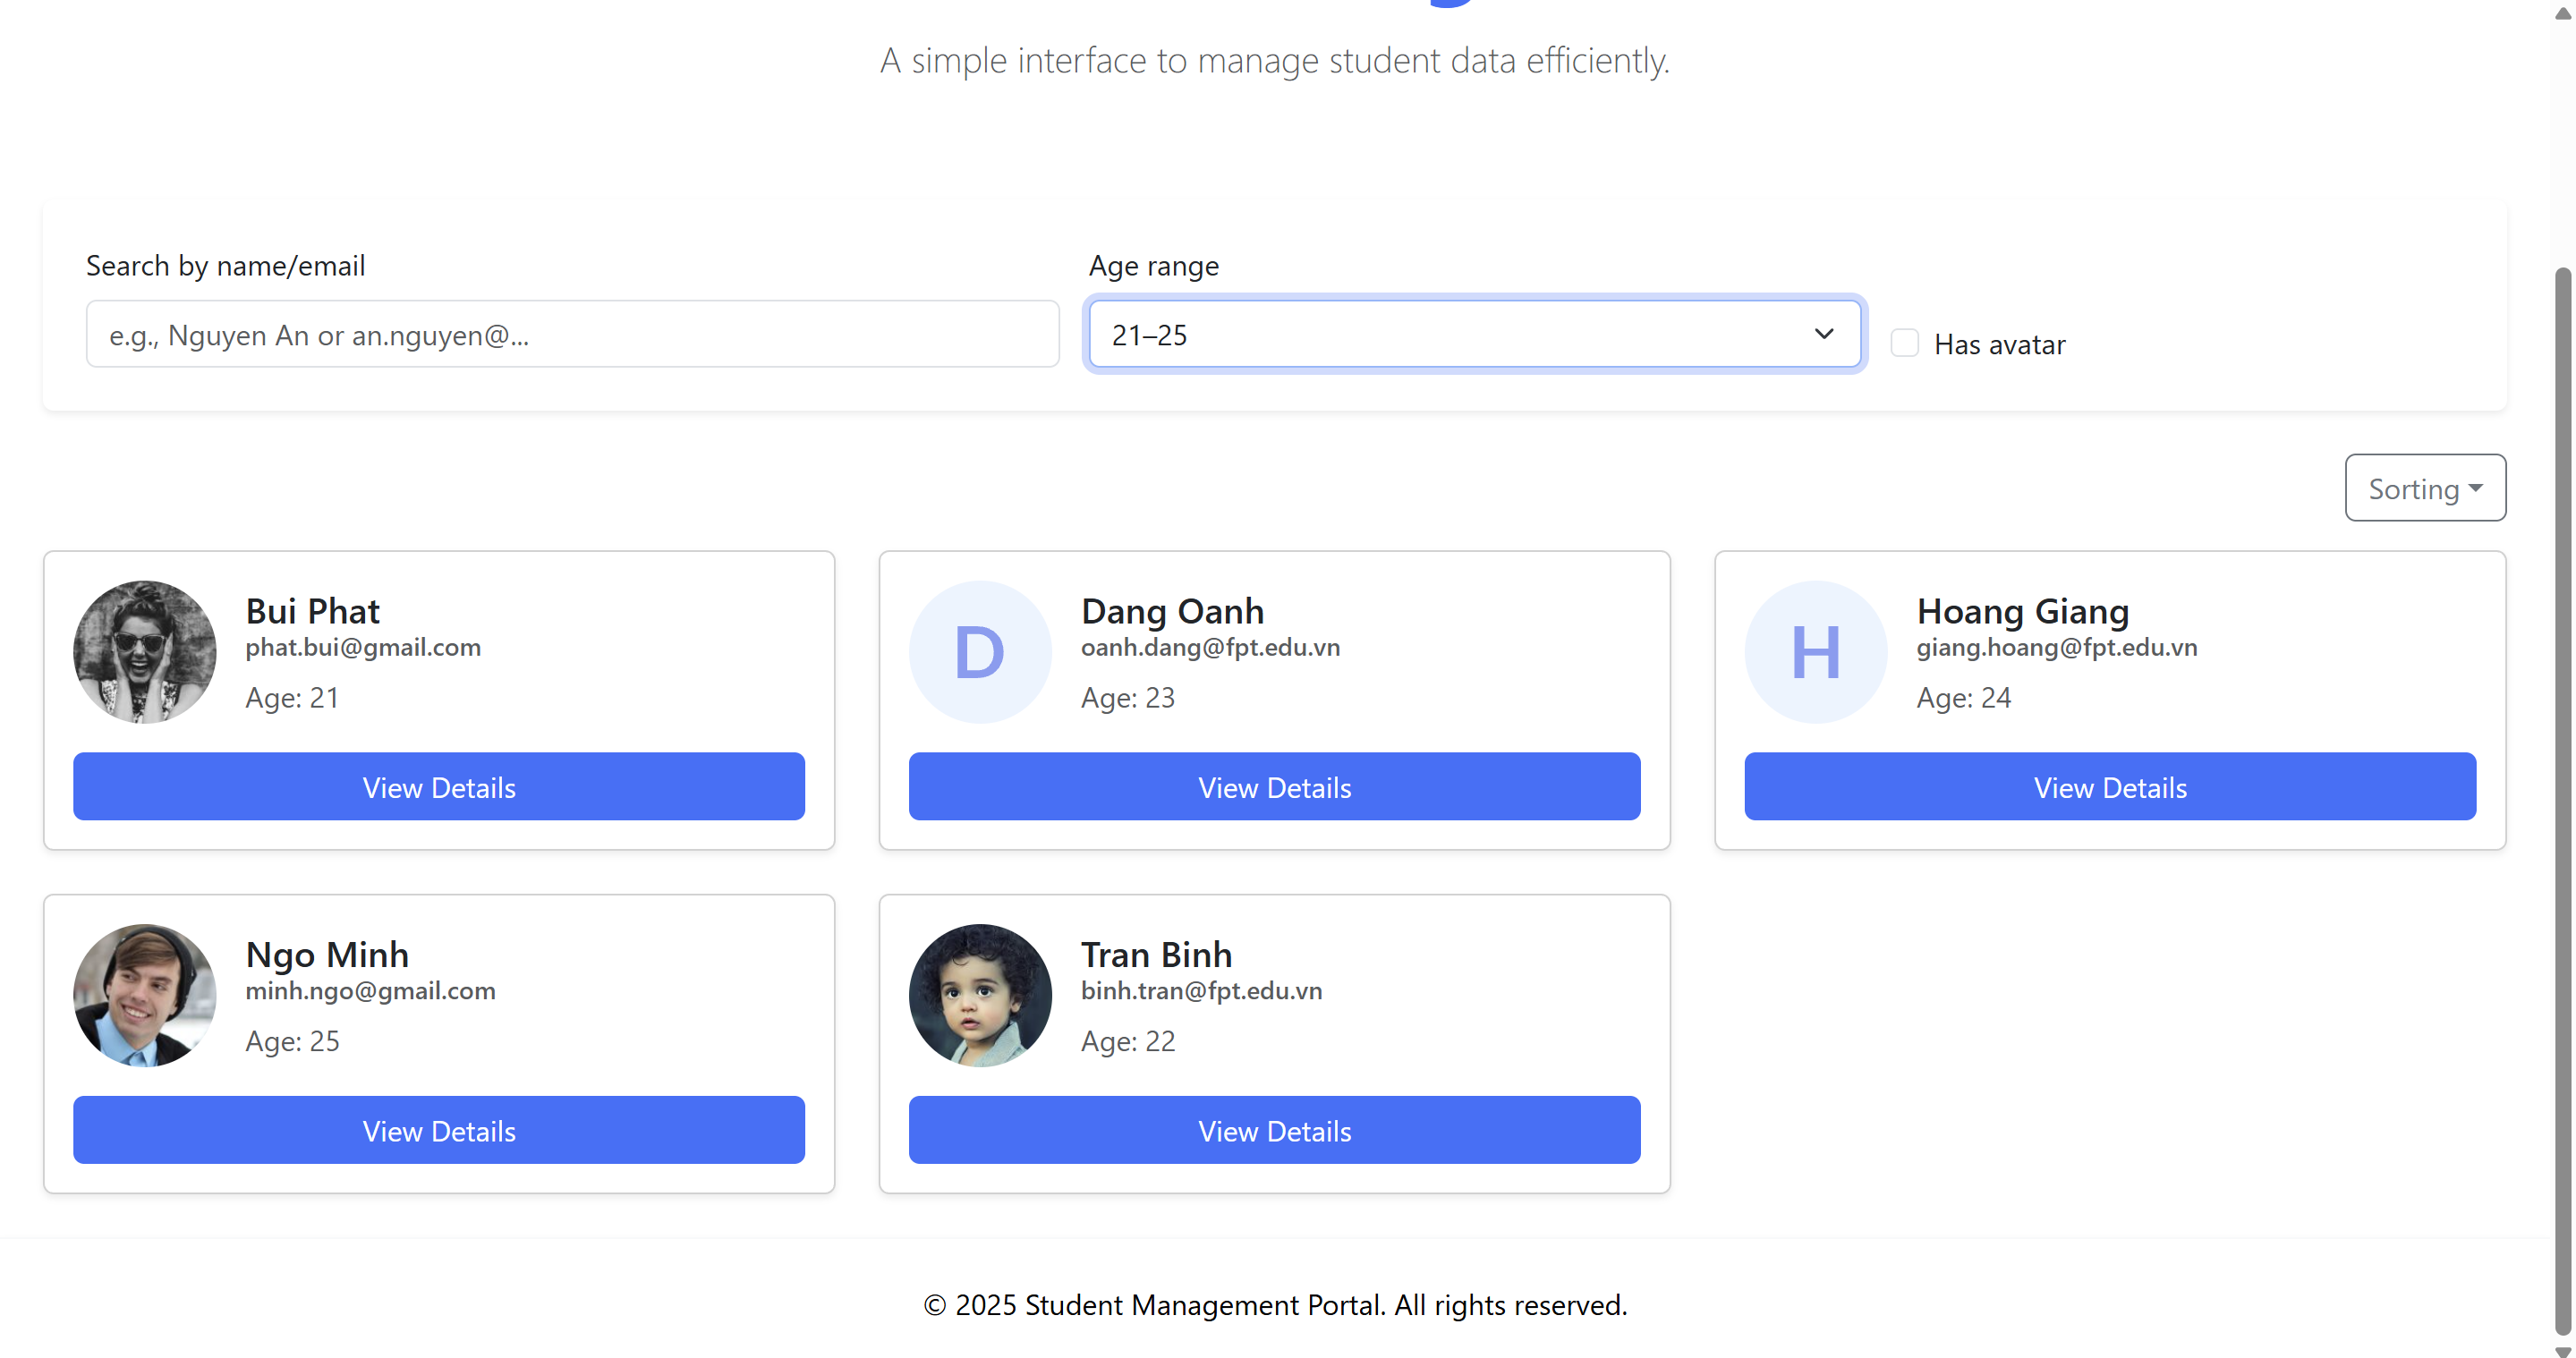 A simple interface to manage student data efficiently.
Search by name/email
Age range
e.g., Nguyen An or an.nguyen@...
21–25
Has avatar
Sorting
Bui Phat
phat.bui@gmail.com
Age: 21
View Details
D
Dang Oanh
oanh.dang@fpt.edu.vn
Age: 23
View Details
H
Hoang Giang
giang.hoang@fpt.edu.vn
Age: 24
View Details
Ngo Minh
minh.ngo@gmail.com
Age: 25
View Details
Tran Binh
binh.tran@fpt.edu.vn
Age: 22
View Details
© 2025 Student Management Portal. All rights reserved.